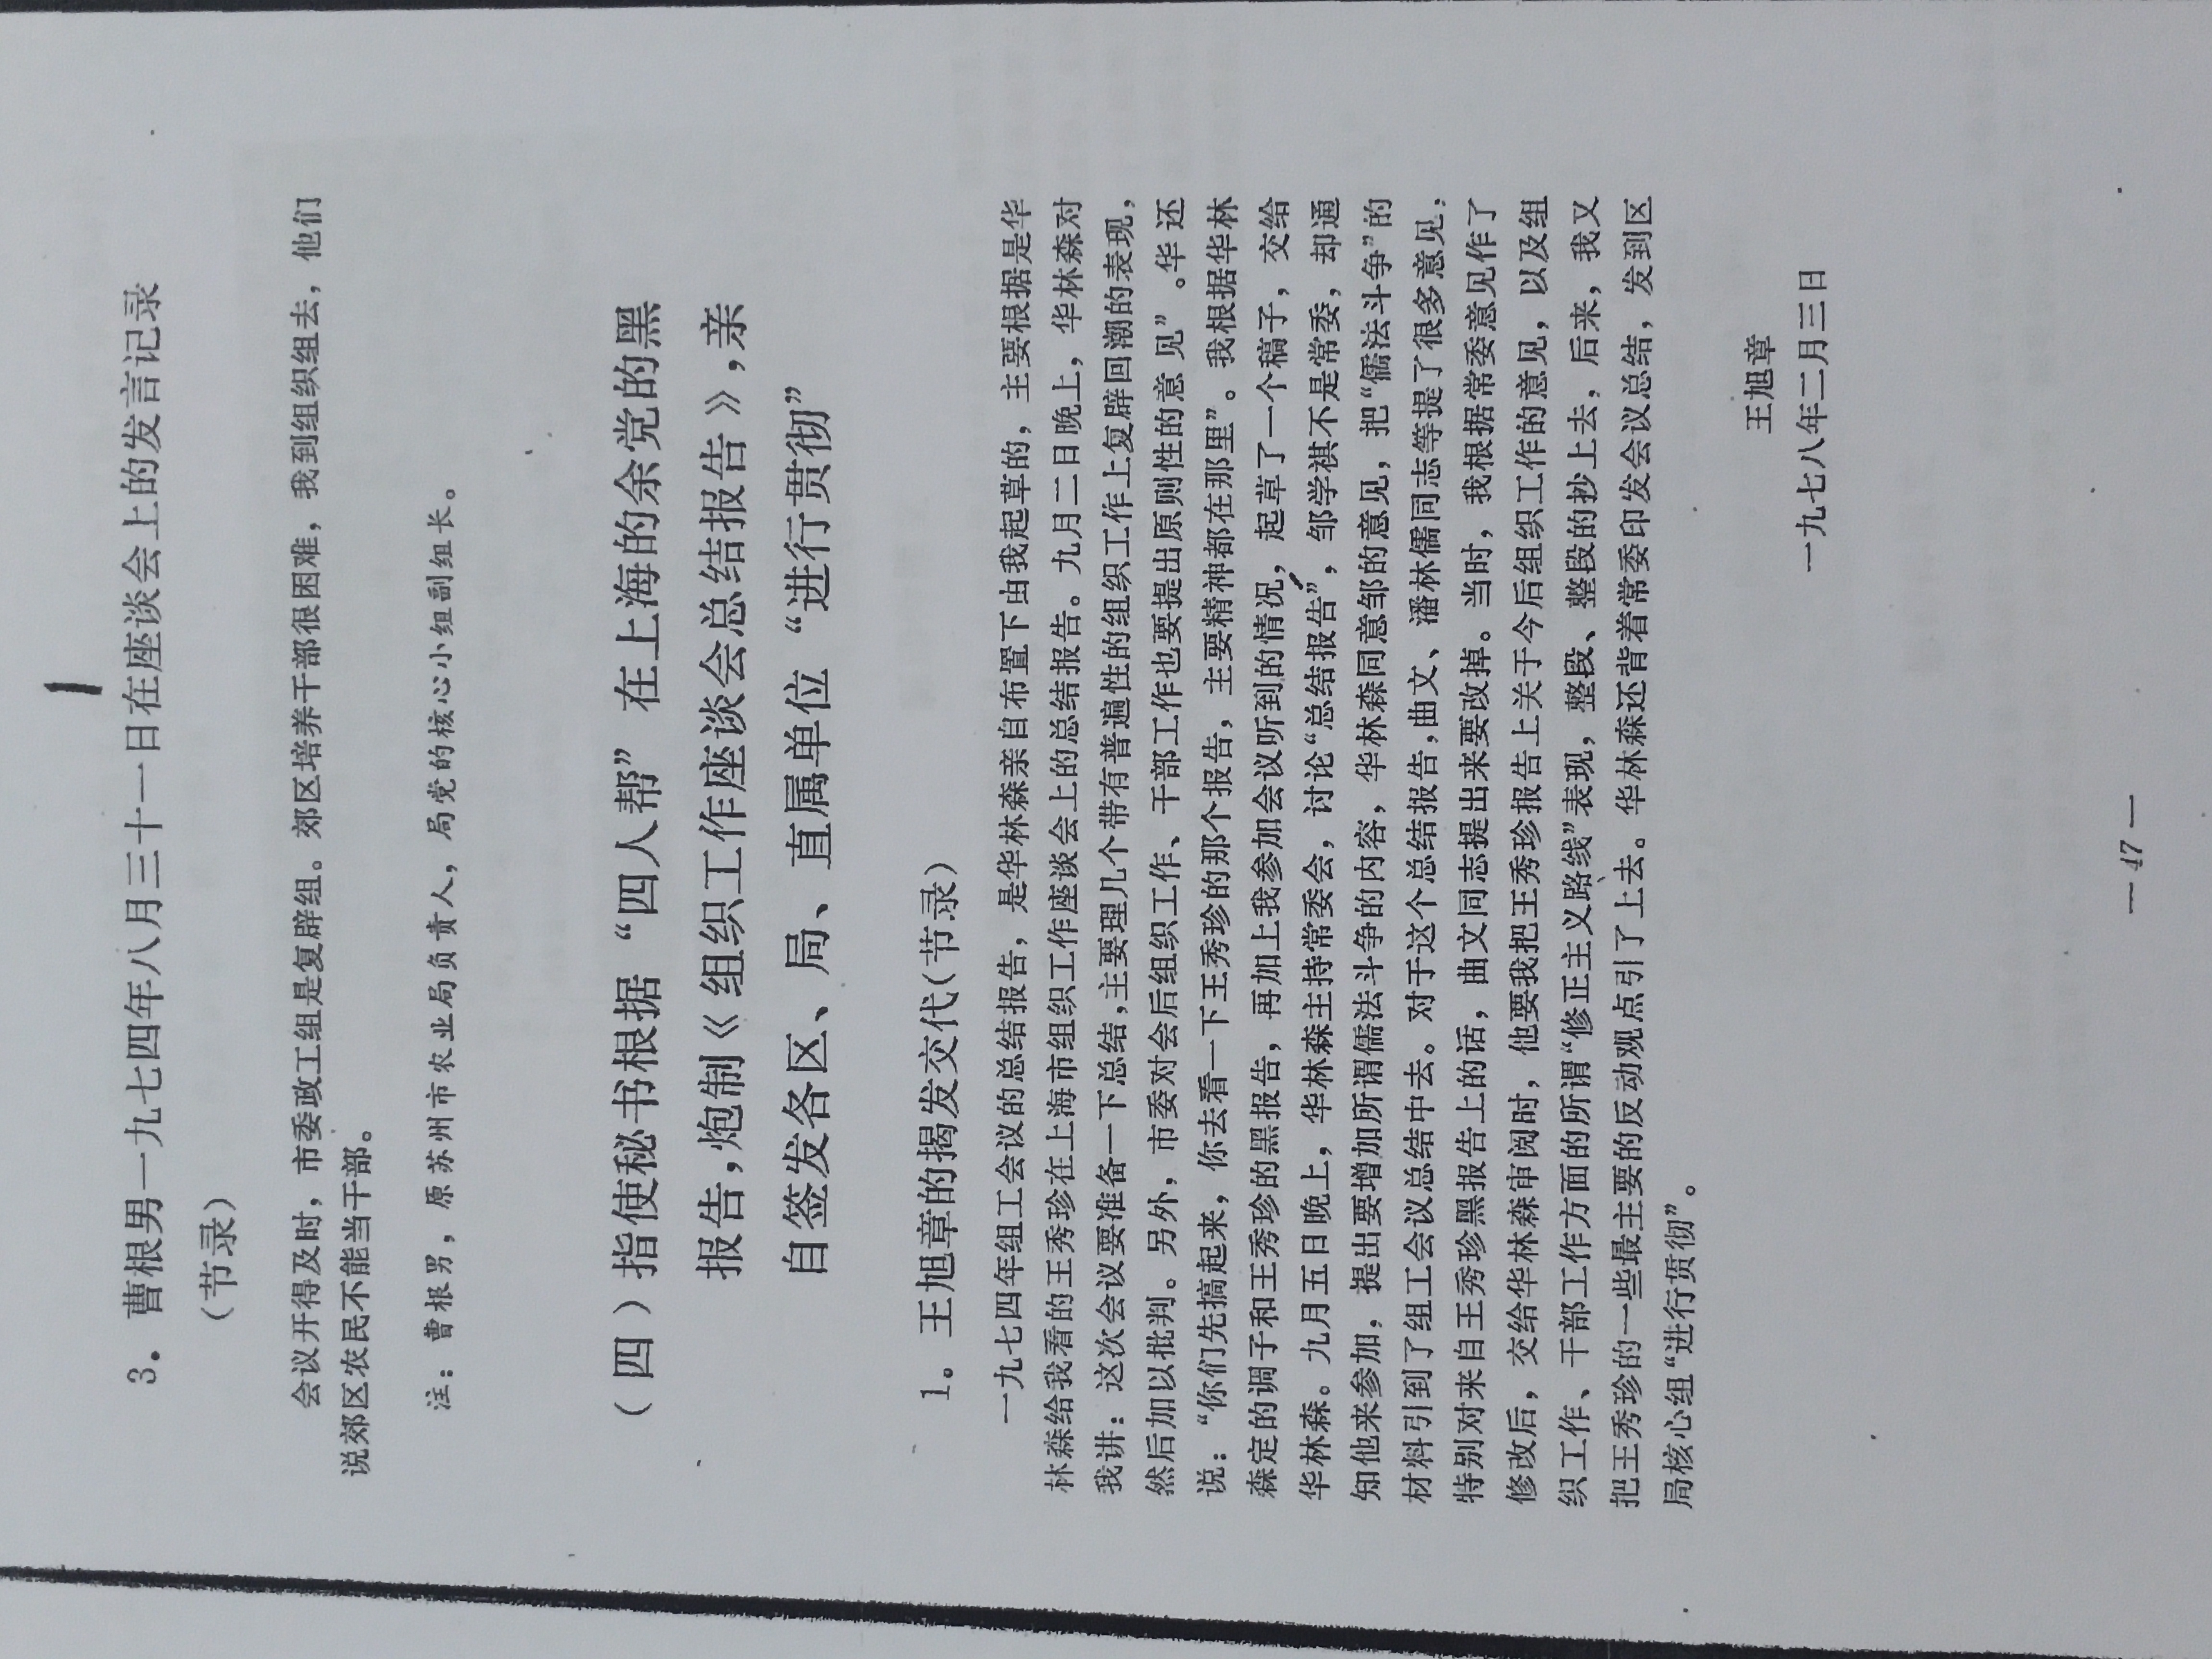 3. 曹根男一九七四年八月三十一日在座谈会上的发言记录
（节录）
会议开得及时，市委政工组是复辟组。郊区培养干部很困难，我到组织组去，他们
说郊区农民不能当干部。
注：曹根男，原苏州市农业局负责人，局党的核心小组副组长。
（四）指使秘书根据“四人帮”在上海的余党的黑
报告，炮制《组织工作座谈会总结报告》，亲
自签发各区、局、直属单位“进行贯彻”
1。王旭章的揭发交代（节录）
一九七四年组工会议的总结报告，是华林森亲自布置下由我起草的，主要根据是华
林森给我看的王秀珍在上海市组织工作座谈会上的总结报告。九月二日晚上，华林森对
我讲：这次会议要准备一下总结，主要理几个带有普遍性的组织工作上复辟回潮的表现，
然后加以批判。另外，市委对会后组织工作、干部工作也要提出原则性的意见”。华还
说：“你们先搞起来，你去看一下王秀珍的那个报告，主要精神都在那里”。我根据华林
森定的调子和王秀珍的黑报告，再加上我参加会议听到的情况，起草了一个稿子，交给
华林森。九月五日晚上，华林森主持常委会，讨论“总结报告”，邹学祺不是常委，却通
知他来参加，提出要增加所谓儒法斗争的内容，华林森同意邹的意见，把“儒法斗争”的
材料引到了组工会议总结中去。对于这个总结报告，曲文、潘林儒同志等提了很多意见，
特别对来自王秀珍黑报告上的话，曲文同志提出来要改掉。当时，我根据常委意见作了
修改后，交给华林森审阅时，他要我把王秀珍报告上关于今后组织工作的意见，以及组
织工作、干部工作方面的所谓“修正主义路线”表现，整段、整段的抄上去，后来，我又
把王秀珍的一些最主要的反动观点引了上去。华林森还背着常委印发会议总结，发到区
局核心组“进行贯彻”。
王旭章
一九七八年二月三日
— 47 —